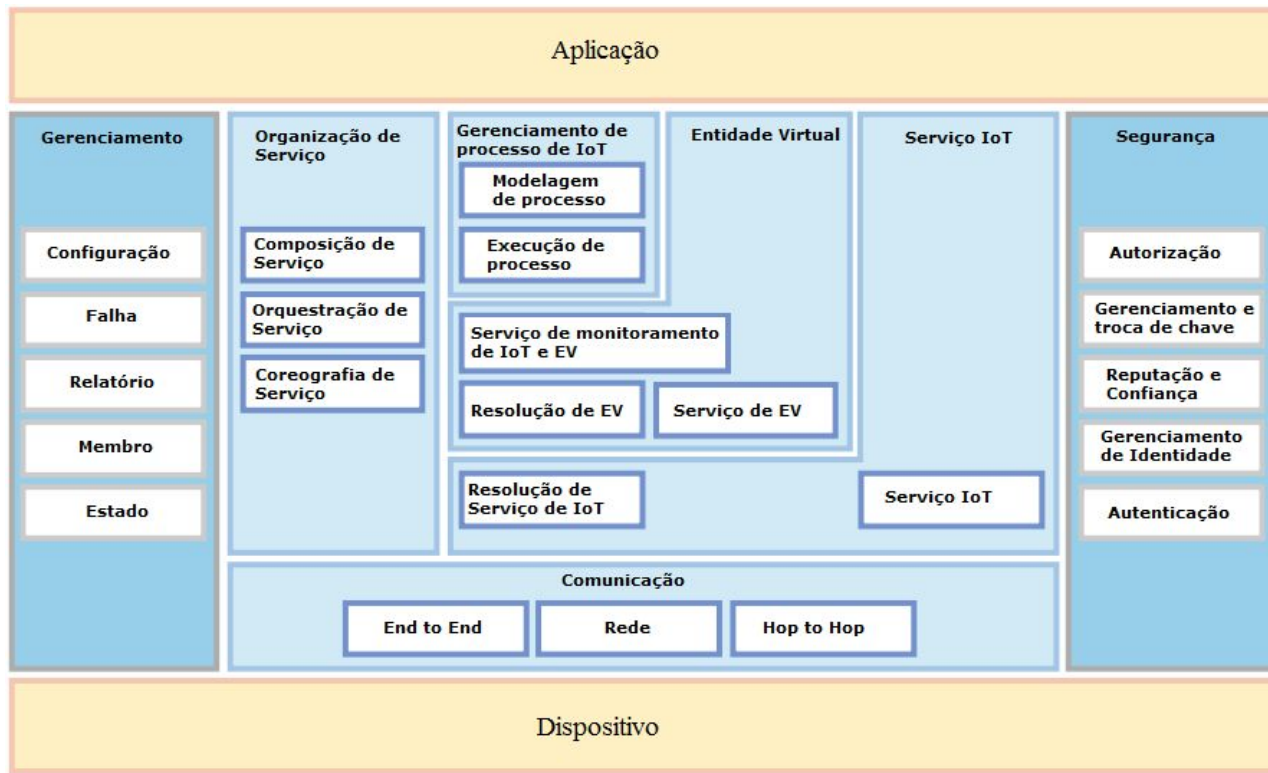 Aplicação
Gerenciamento
Configuração
Falha
Relatório
Membro
Estado
Organização de
Serviço
Composição de
Serviço
Orquestração de
Serviço
Coreografia de
Serviço
Gerenciamento de
processo de IoT
Modelagem
de processo
Execução de
processo
Entidade Virtual
Serviço de monitoramento
de IoT e EV
Resolução de EV
Serviço de EV
Serviço IoT
Resolução de
Serviço de IoT
Serviço IoT
Comunicação
End to End
Rede
Hop to Hop
Segurança
Autorização
Gerenciamento e
troca de chave
Reputação e
Confiança
Gerenciamento
de Identidade
Autenticação
Dispositivo